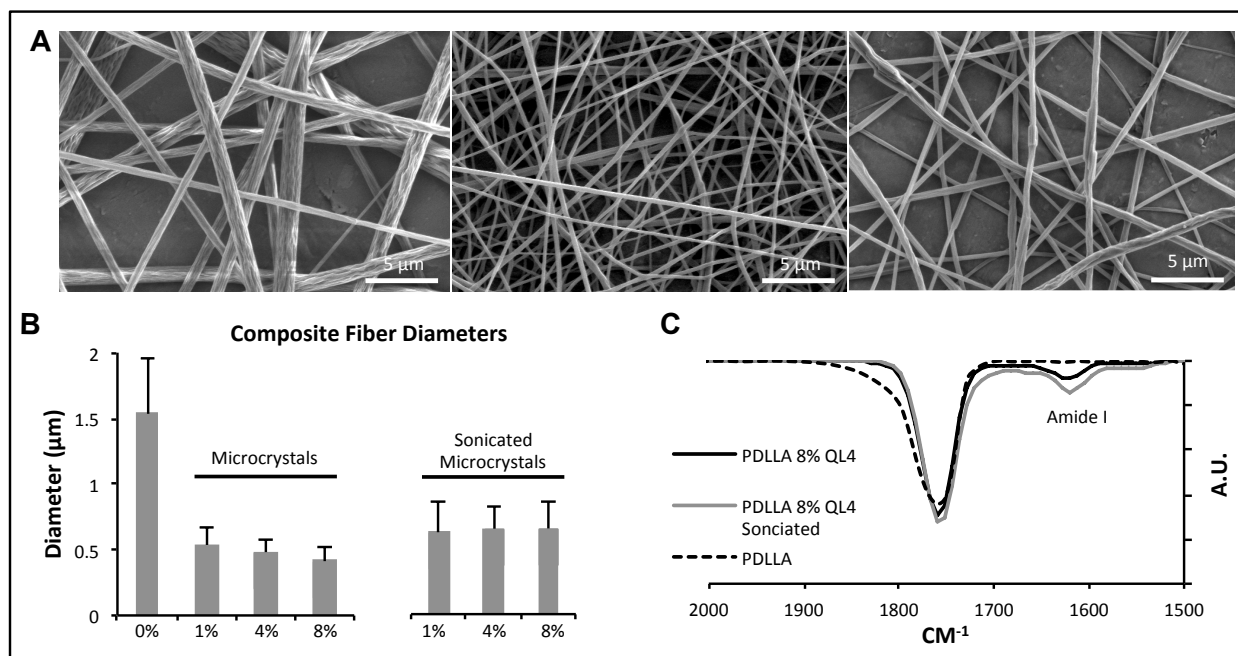 A
5 µm
5 µm
5 µm
B
Composite Fiber Diameters
Diameter (µm)
2
1.5
1
0.5
0
Microcrystals
Sonicated
Microcrystals
0%
1%
4%
8%
1%
4%
8%
C
Amide I
PDLLA 8% QL4
PDLLA 8% QL4
Sonciated
PDLLA
A.U.
2000
1900
1800
1700
1600
1500
CM⁻¹